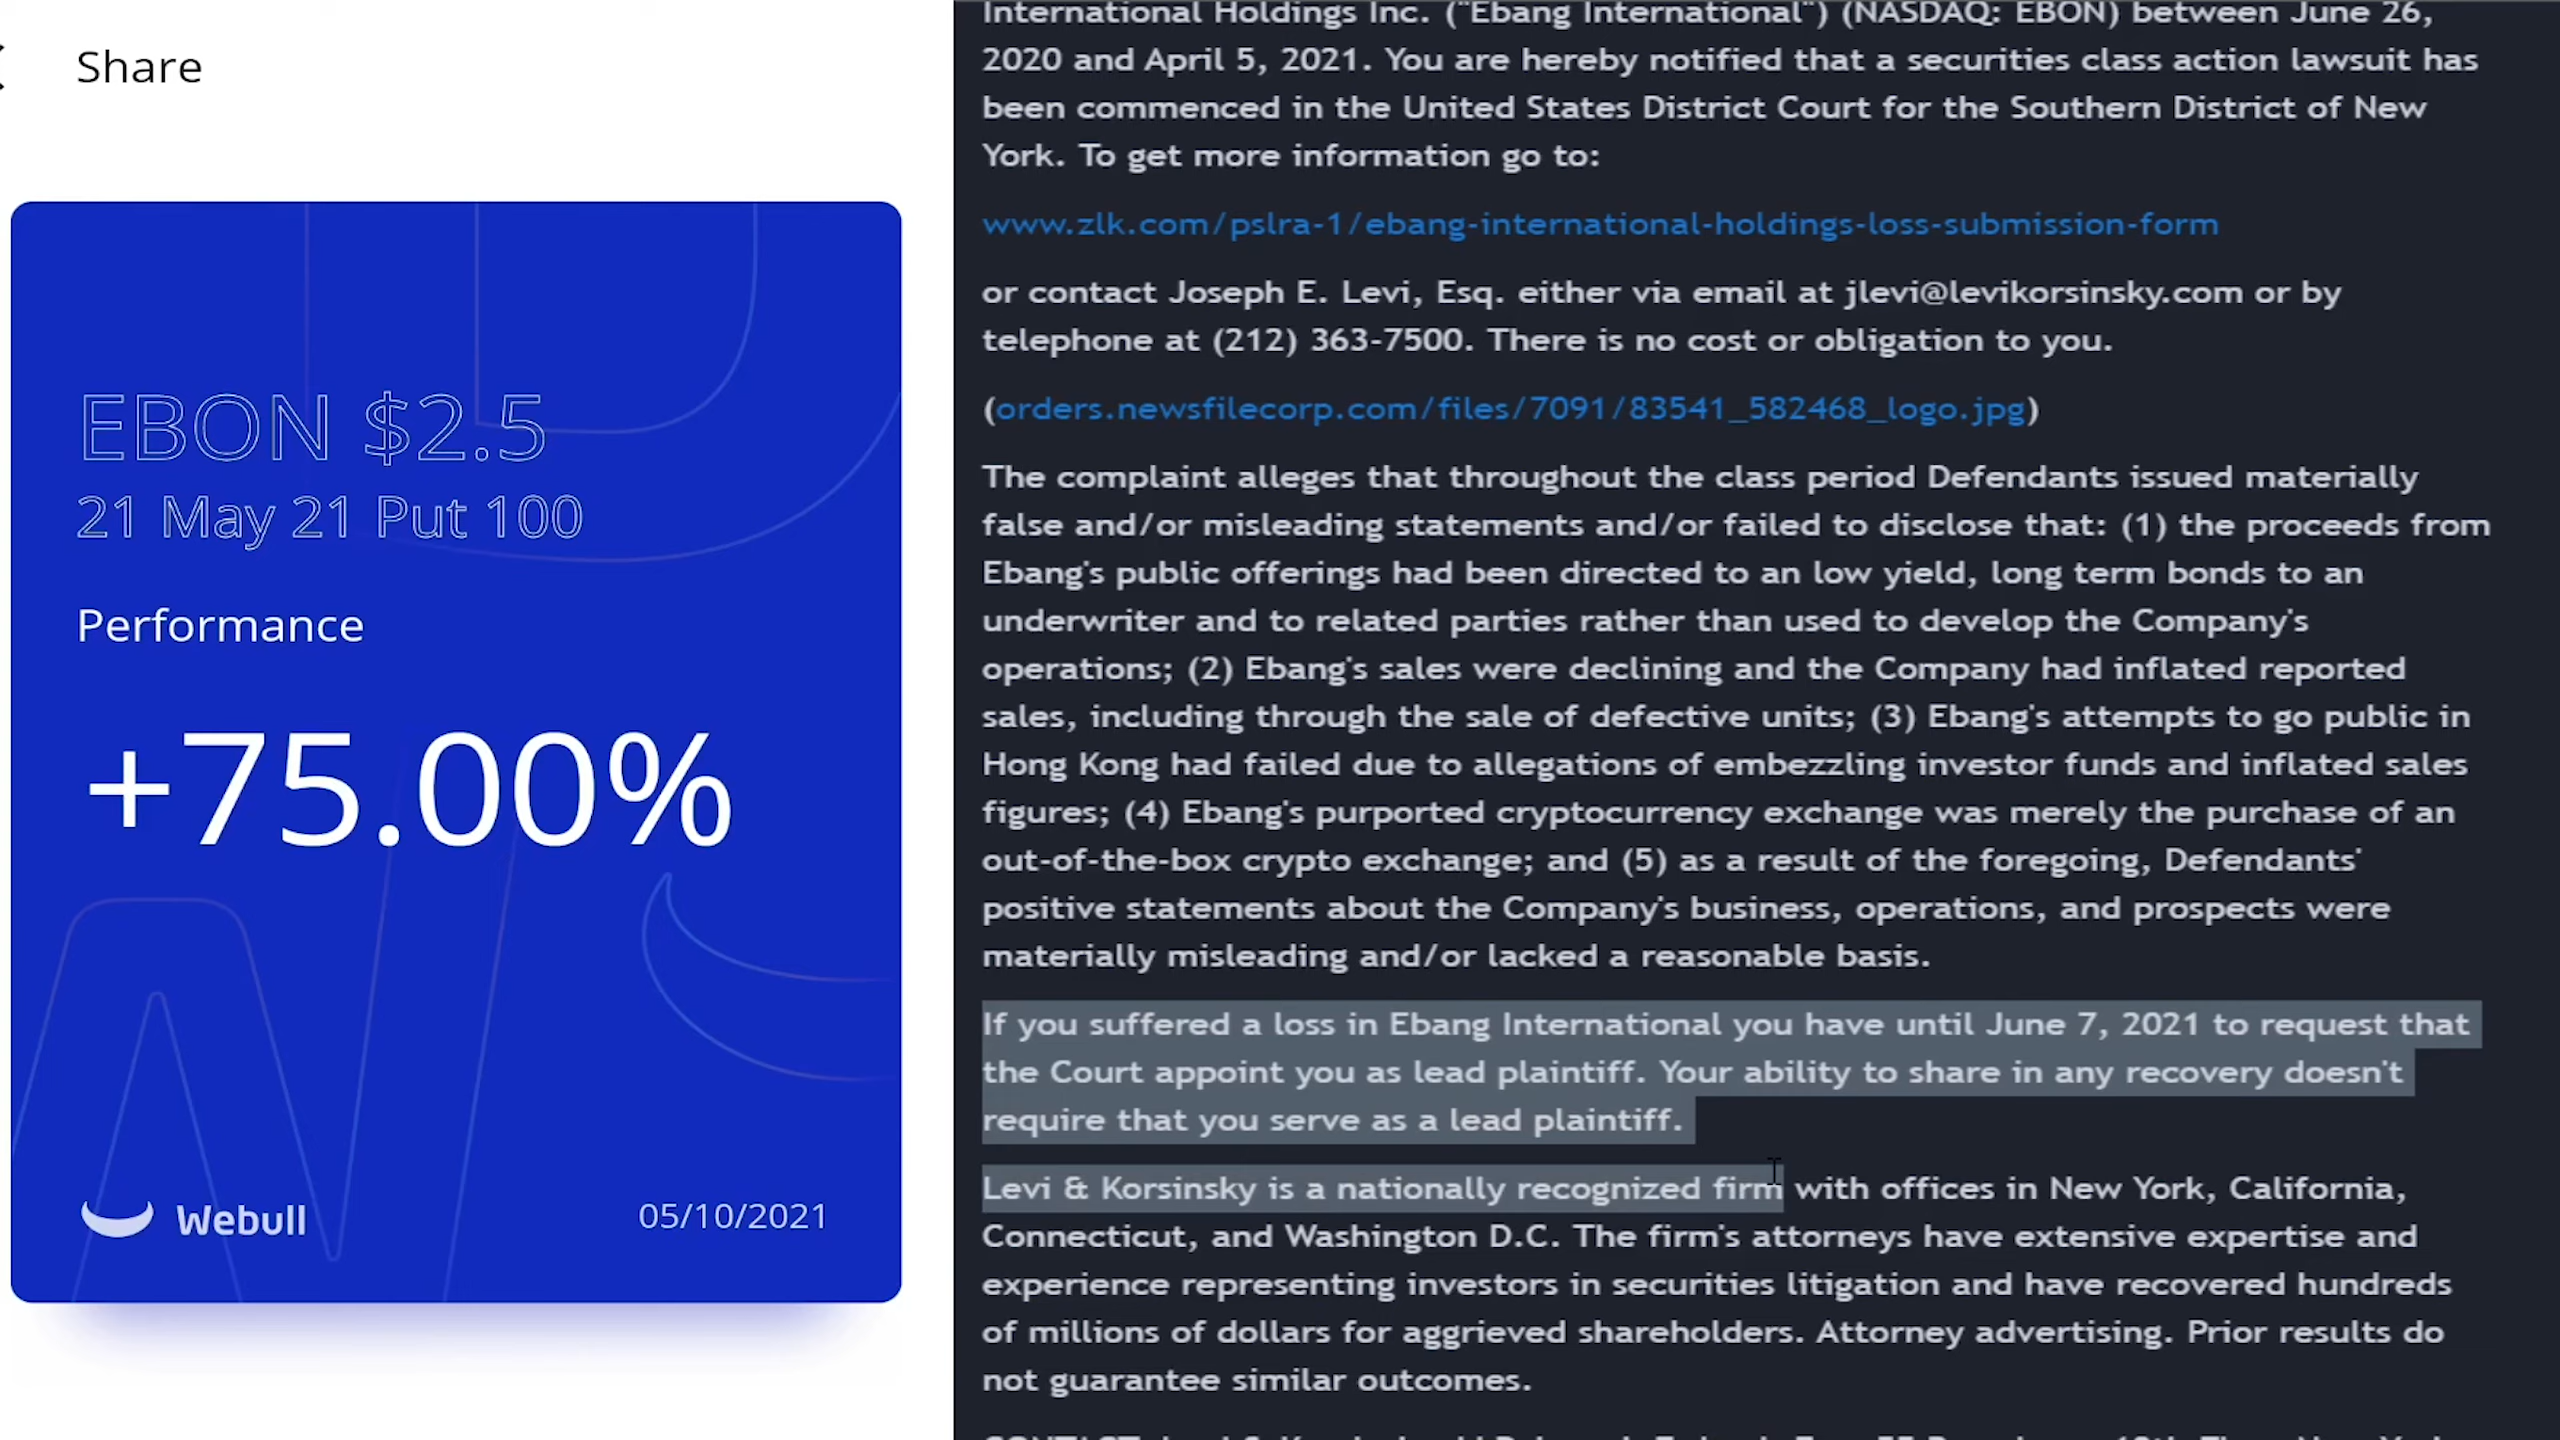 Share
EBON $2.5
21 May 21 Put 100
Performance
+75.00%
Webull
05/10/2021
International Holdings Inc. ("Ebang International") (NASDAQ: EBON) between June 26,
2020 and April 5, 2021. You are hereby notified that a securities class action lawsuit has
been commenced in the United States District Court for the Southern District of New
York. To get more information go to:
www.zlk.com/pslra-1/ebang-international-holdings-loss-submission-form
or contact Joseph E. Levi, Esq. either via email at jlevi@levikorsinsky.com or by
telephone at (212) 363-7500. There is no cost or obligation to you.
(orders.newsfilecorp.com/files/7091/83541_582468_logo.jpg)
The complaint alleges that throughout the class period Defendants issued materially
false and/or misleading statements and/or failed to disclose that: (1) the proceeds from
Ebang's public offerings had been directed to an low yield, long term bonds to an
underwriter and to related parties rather than used to develop the Company's
operations; (2) Ebang's sales were declining and the Company had inflated reported
sales, including through the sale of defective units; (3) Ebang's attempts to go public in
Hong Kong had failed due to allegations of embezzling investor funds and inflated sales
figures; (4) Ebang's purported cryptocurrency exchange was merely the purchase of an
out-of-the-box crypto exchange; and (5) as a result of the foregoing, Defendants'
positive statements about the Company's business, operations, and prospects were
materially misleading and/or lacked a reasonable basis.
If you suffered a loss in Ebang International you have until June 7, 2021 to request that
the Court appoint you as lead plaintiff. Your ability to share in any recovery doesn't
require that you serve as a lead plaintiff.
Levi & Korsinsky is a nationally recognized firm with offices in New York, California,
Connecticut, and Washington D.C. The firm's attorneys have extensive expertise and
experience representing investors in securities litigation and have recovered hundreds
of millions of dollars for aggrieved shareholders. Attorney advertising. Prior results do
not guarantee similar outcomes.